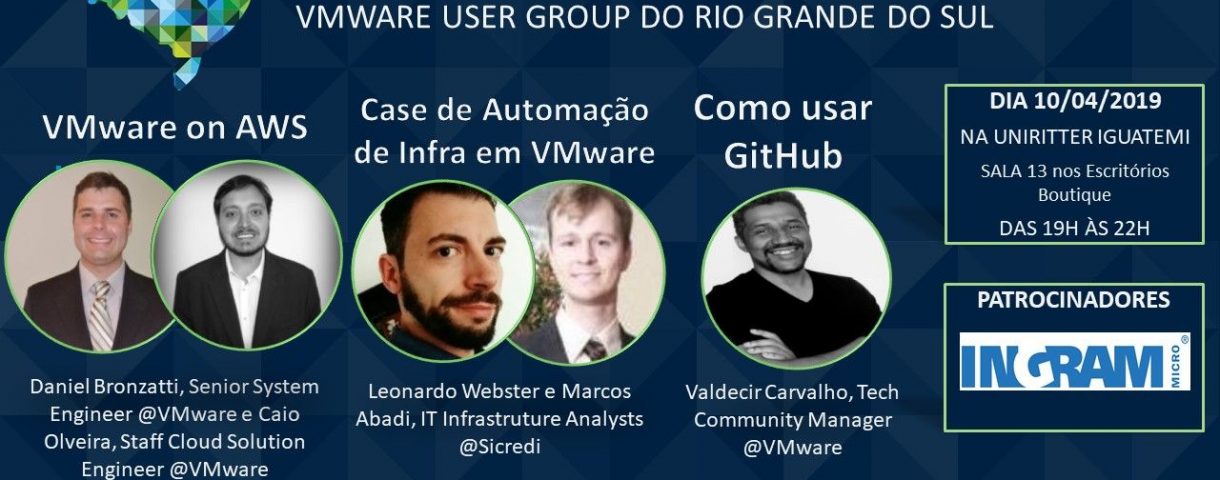 VMWARE USER GROUP DO RIO GRANDE DO SUL
VMware on AWS
Daniel Bronzatti, Senior System
Engineer @VMware e Caio
Olveira, Staff Cloud Solution
Engineer @VMware
Case de Automação
de Infra em VMware
Leonardo Webster e Marcos
Abadi, IT Infrastruture Analysts
@Sicredi
Como usar
GitHub
Valdecir Carvalho, Tech
Community Manager
@VMware
DIA 10/04/2019
NA UNIRITTER IGUATEMI
SALA 13 nos Escritórios
Boutique
DAS 19H ÀS 22H
PATROCINADORES
INGRAM MICRO®